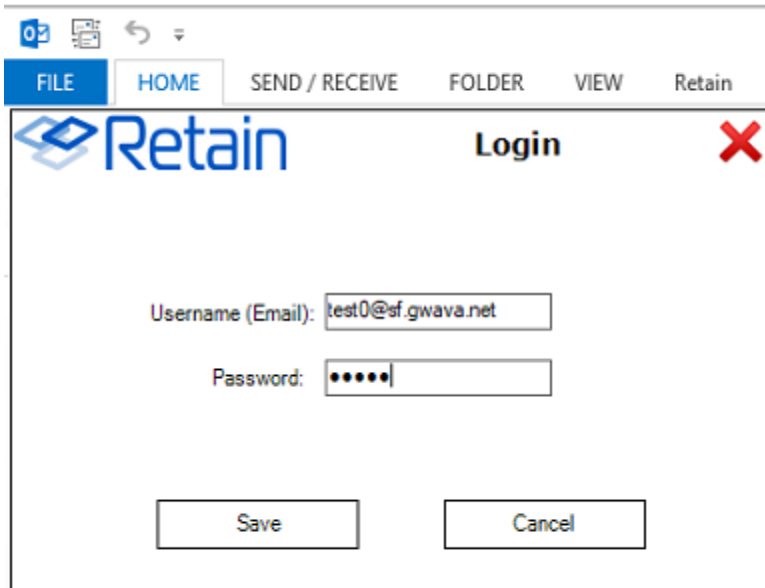 FILE HOME SEND / RECEIVE FOLDER VIEW Retain
Retain Login
Username (Email): test0@sf.gwava.net
Password: •••••
Save Cancel